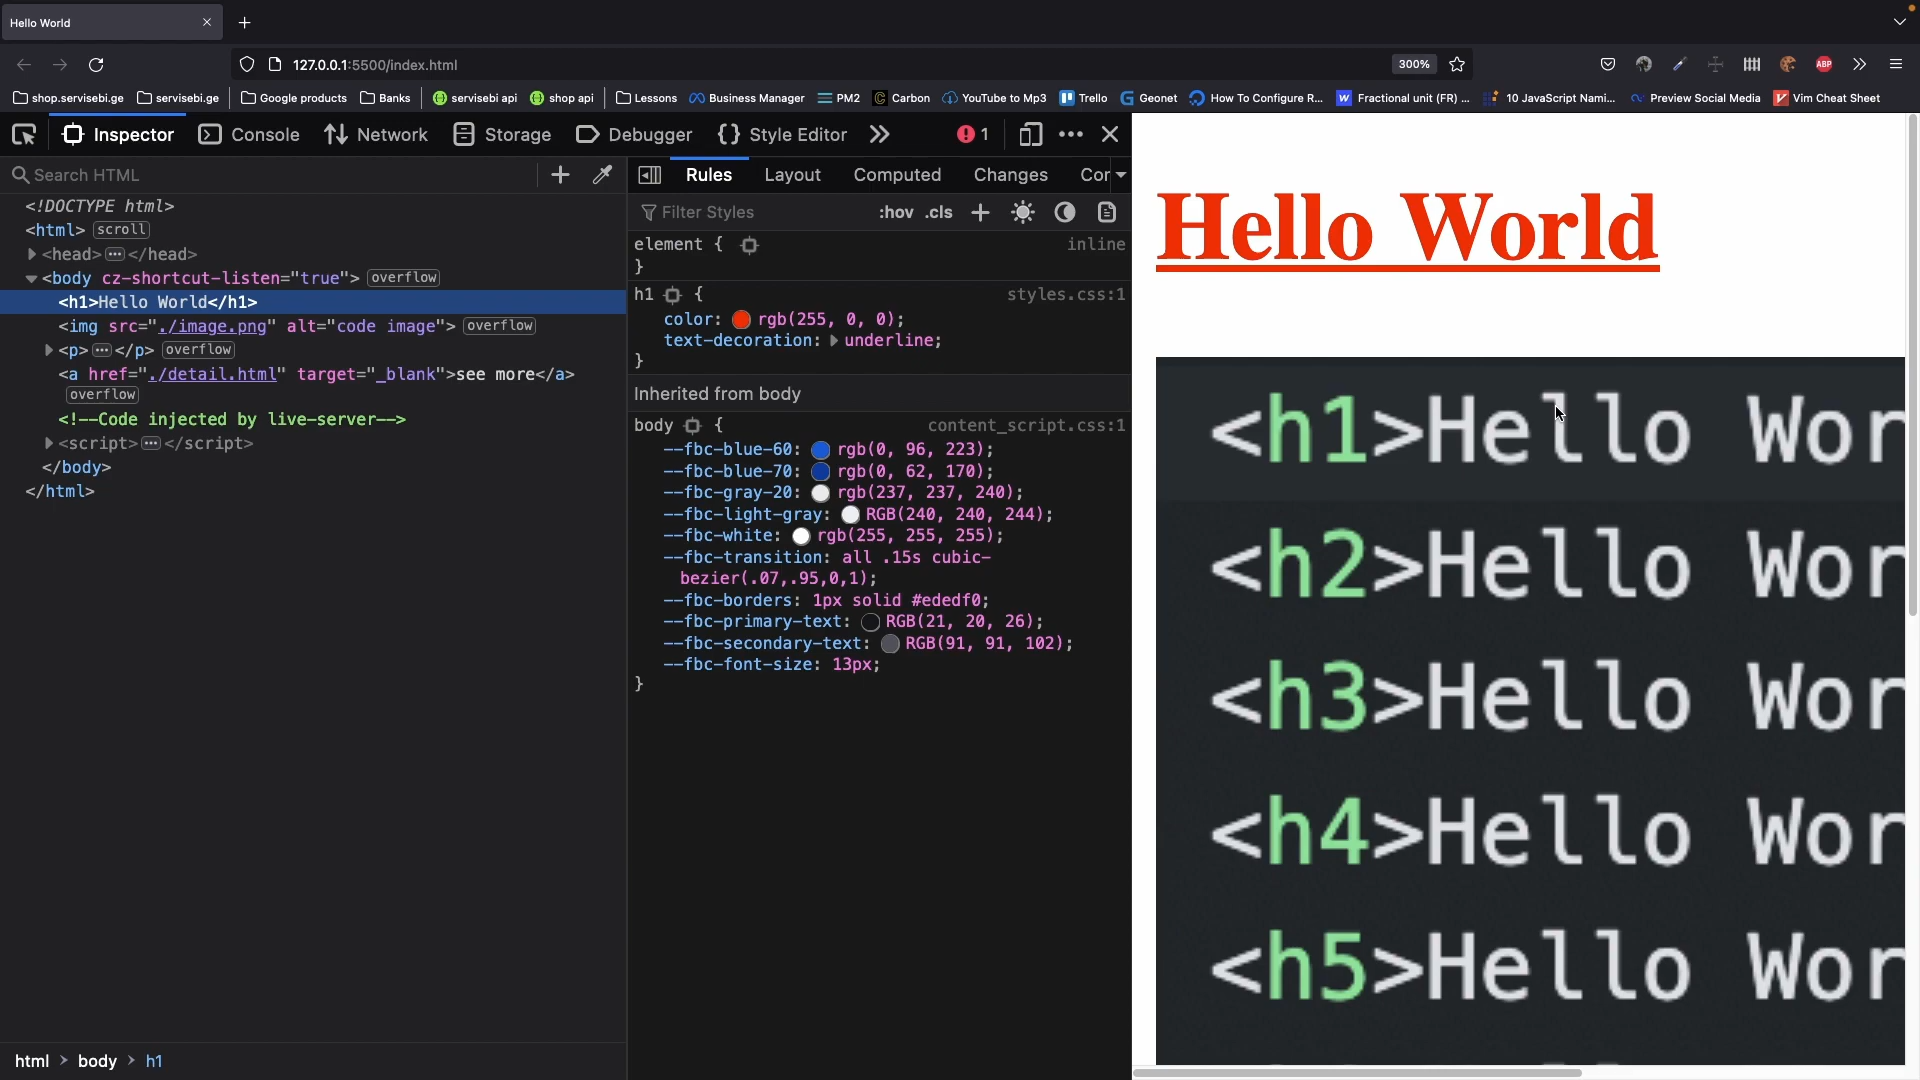 Hello World
127.0.0.1:5500/index.html
300%
ABP
shop.servisebi.ge servisebi.ge Google products Banks servisebi api shop api Lessons Business Manager PM2 Carbon YouTube to Mp3 Trello Geonet How To Configure R... Fractional unit (FR) ... 10 JavaScript Nami... Preview Social Media Vim Cheat Sheet
Inspector Console Network Storage Debugger Style Editor 1
Search HTML
<!DOCTYPE html>
<html> scroll
<head> ••• </head>
<body cz-shortcut-listen="true"> overflow
<h1>Hello World</h1>
<img src="./image.png" alt="code image"> overflow
<p> ••• </p> overflow
<a href="./detail.html" target="_blank">see more</a>
overflow
<!--Code injected by live-server-->
<script> ••• </script>
</body>
</html>
html > body > h1
Rules Layout Computed Changes Cor
Filter Styles :hov .cls
element { inline
}
h1 { styles.css:1
color: rgb(255, 0, 0);
text-decoration: underline;
}
Inherited from body
body { content_script.css:1
--fbc-blue-60: rgb(0, 96, 223);
--fbc-blue-70: rgb(0, 62, 170);
--fbc-gray-20: rgb(237, 237, 240);
--fbc-light-gray: RGB(240, 240, 244);
--fbc-white: rgb(255, 255, 255);
--fbc-transition: all .15s cubic-
bezier(.07,.95,0,1);
--fbc-borders: 1px solid #ededf0;
--fbc-primary-text: RGB(21, 20, 26);
--fbc-secondary-text: RGB(91, 91, 102);
--fbc-font-size: 13px;
}
Hello World
<h1>Hello Wor
<h2>Hello Wor
<h3>Hello Wor
<h4>Hello Wor
<h5>Hello Wor